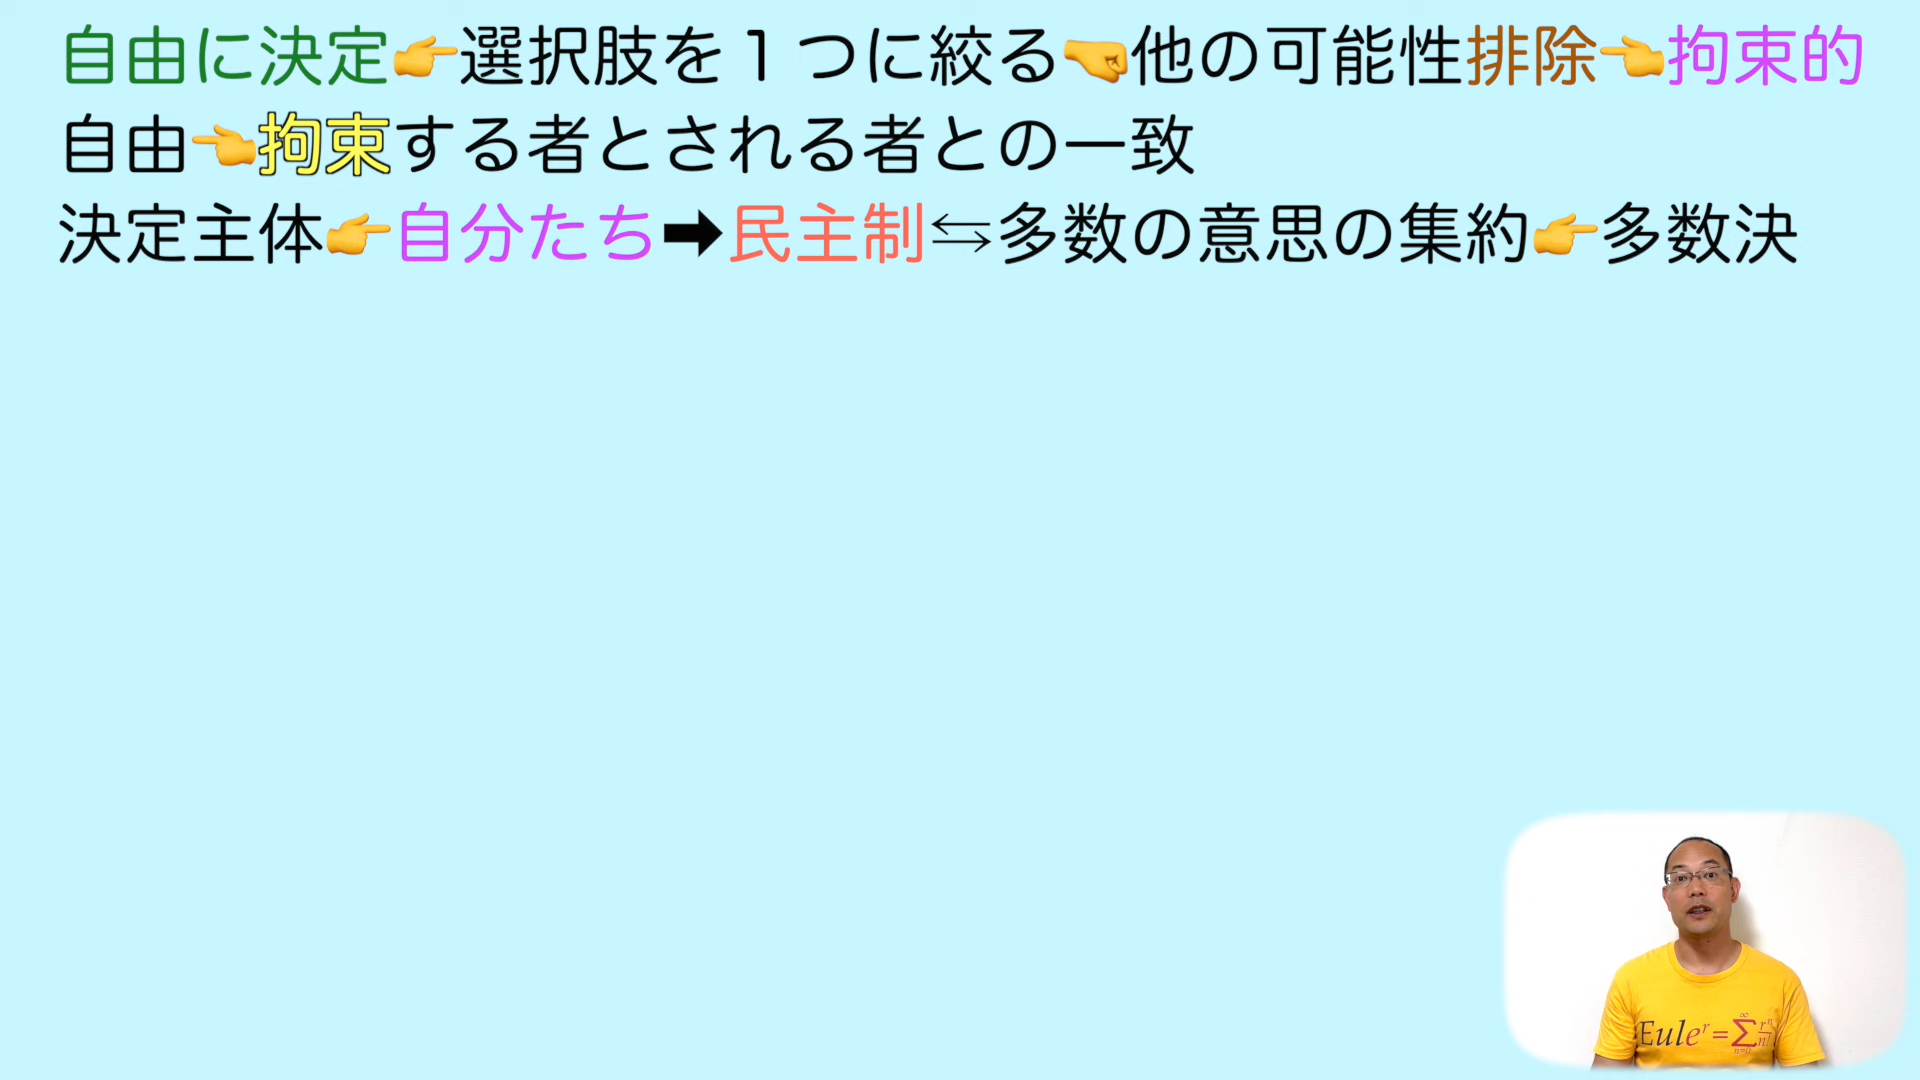 自由に決定👉選択肢を１つに絞る🤜他の可能性排除👈拘束的
自由👈拘束する者とされる者との一致
決定主体👉自分たち➡民主制⇆多数の意思の集約👉多数決
Euleʳ=∑ rⁿ/n! n=0 ∞